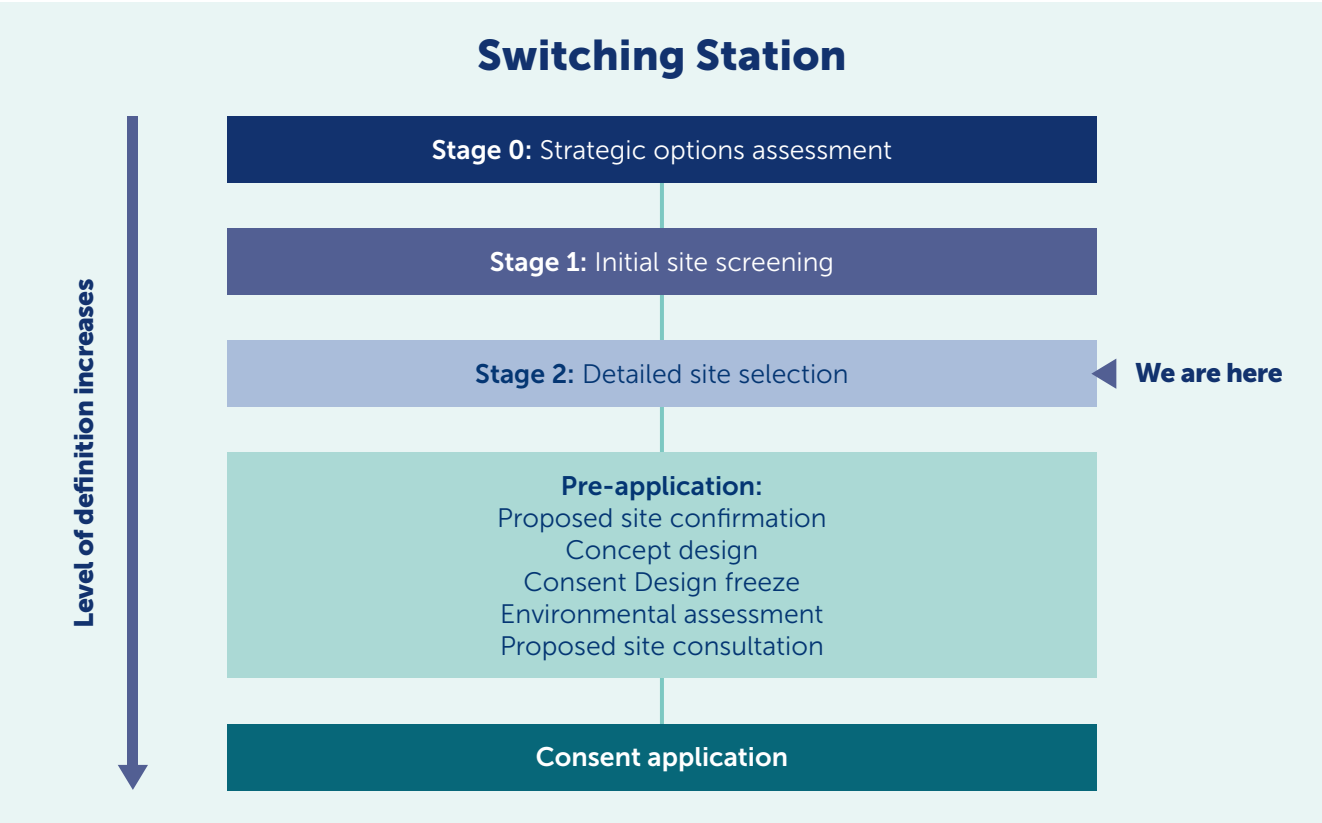 Switching Station
Stage 0: Strategic options assessment
Stage 1: Initial site screening
Stage 2: Detailed site selection
We are here
Level of definition increases
Pre-application:
Proposed site confirmation
Concept design
Consent Design freeze
Environmental assessment
Proposed site consultation
Consent application